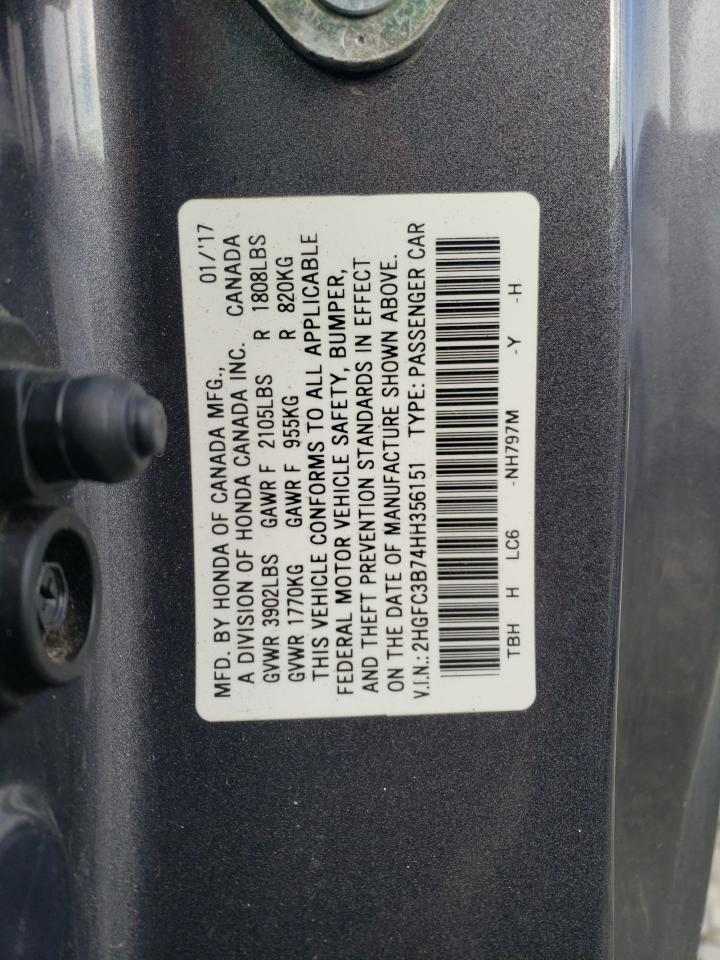 MFD. BY HONDA OF CANADA MFG., 01/'17
A DIVISION OF HONDA CANADA INC. CANADA
GVWR 3902LBS GAWR F 2105LBS R 1808LBS
GVWR 1770KG GAWR F 955KG R 820KG
THIS VEHICLE CONFORMS TO ALL APPLICABLE
FEDERAL MOTOR VEHICLE SAFETY, BUMPER,
AND THEFT PREVENTION STANDARDS IN EFFECT
ON THE DATE OF MANUFACTURE SHOWN ABOVE.
V.I.N.: 2HGFC3B74HH356151 TYPE: PASSENGER CAR
TBH H LC6 -NH797M -Y -H